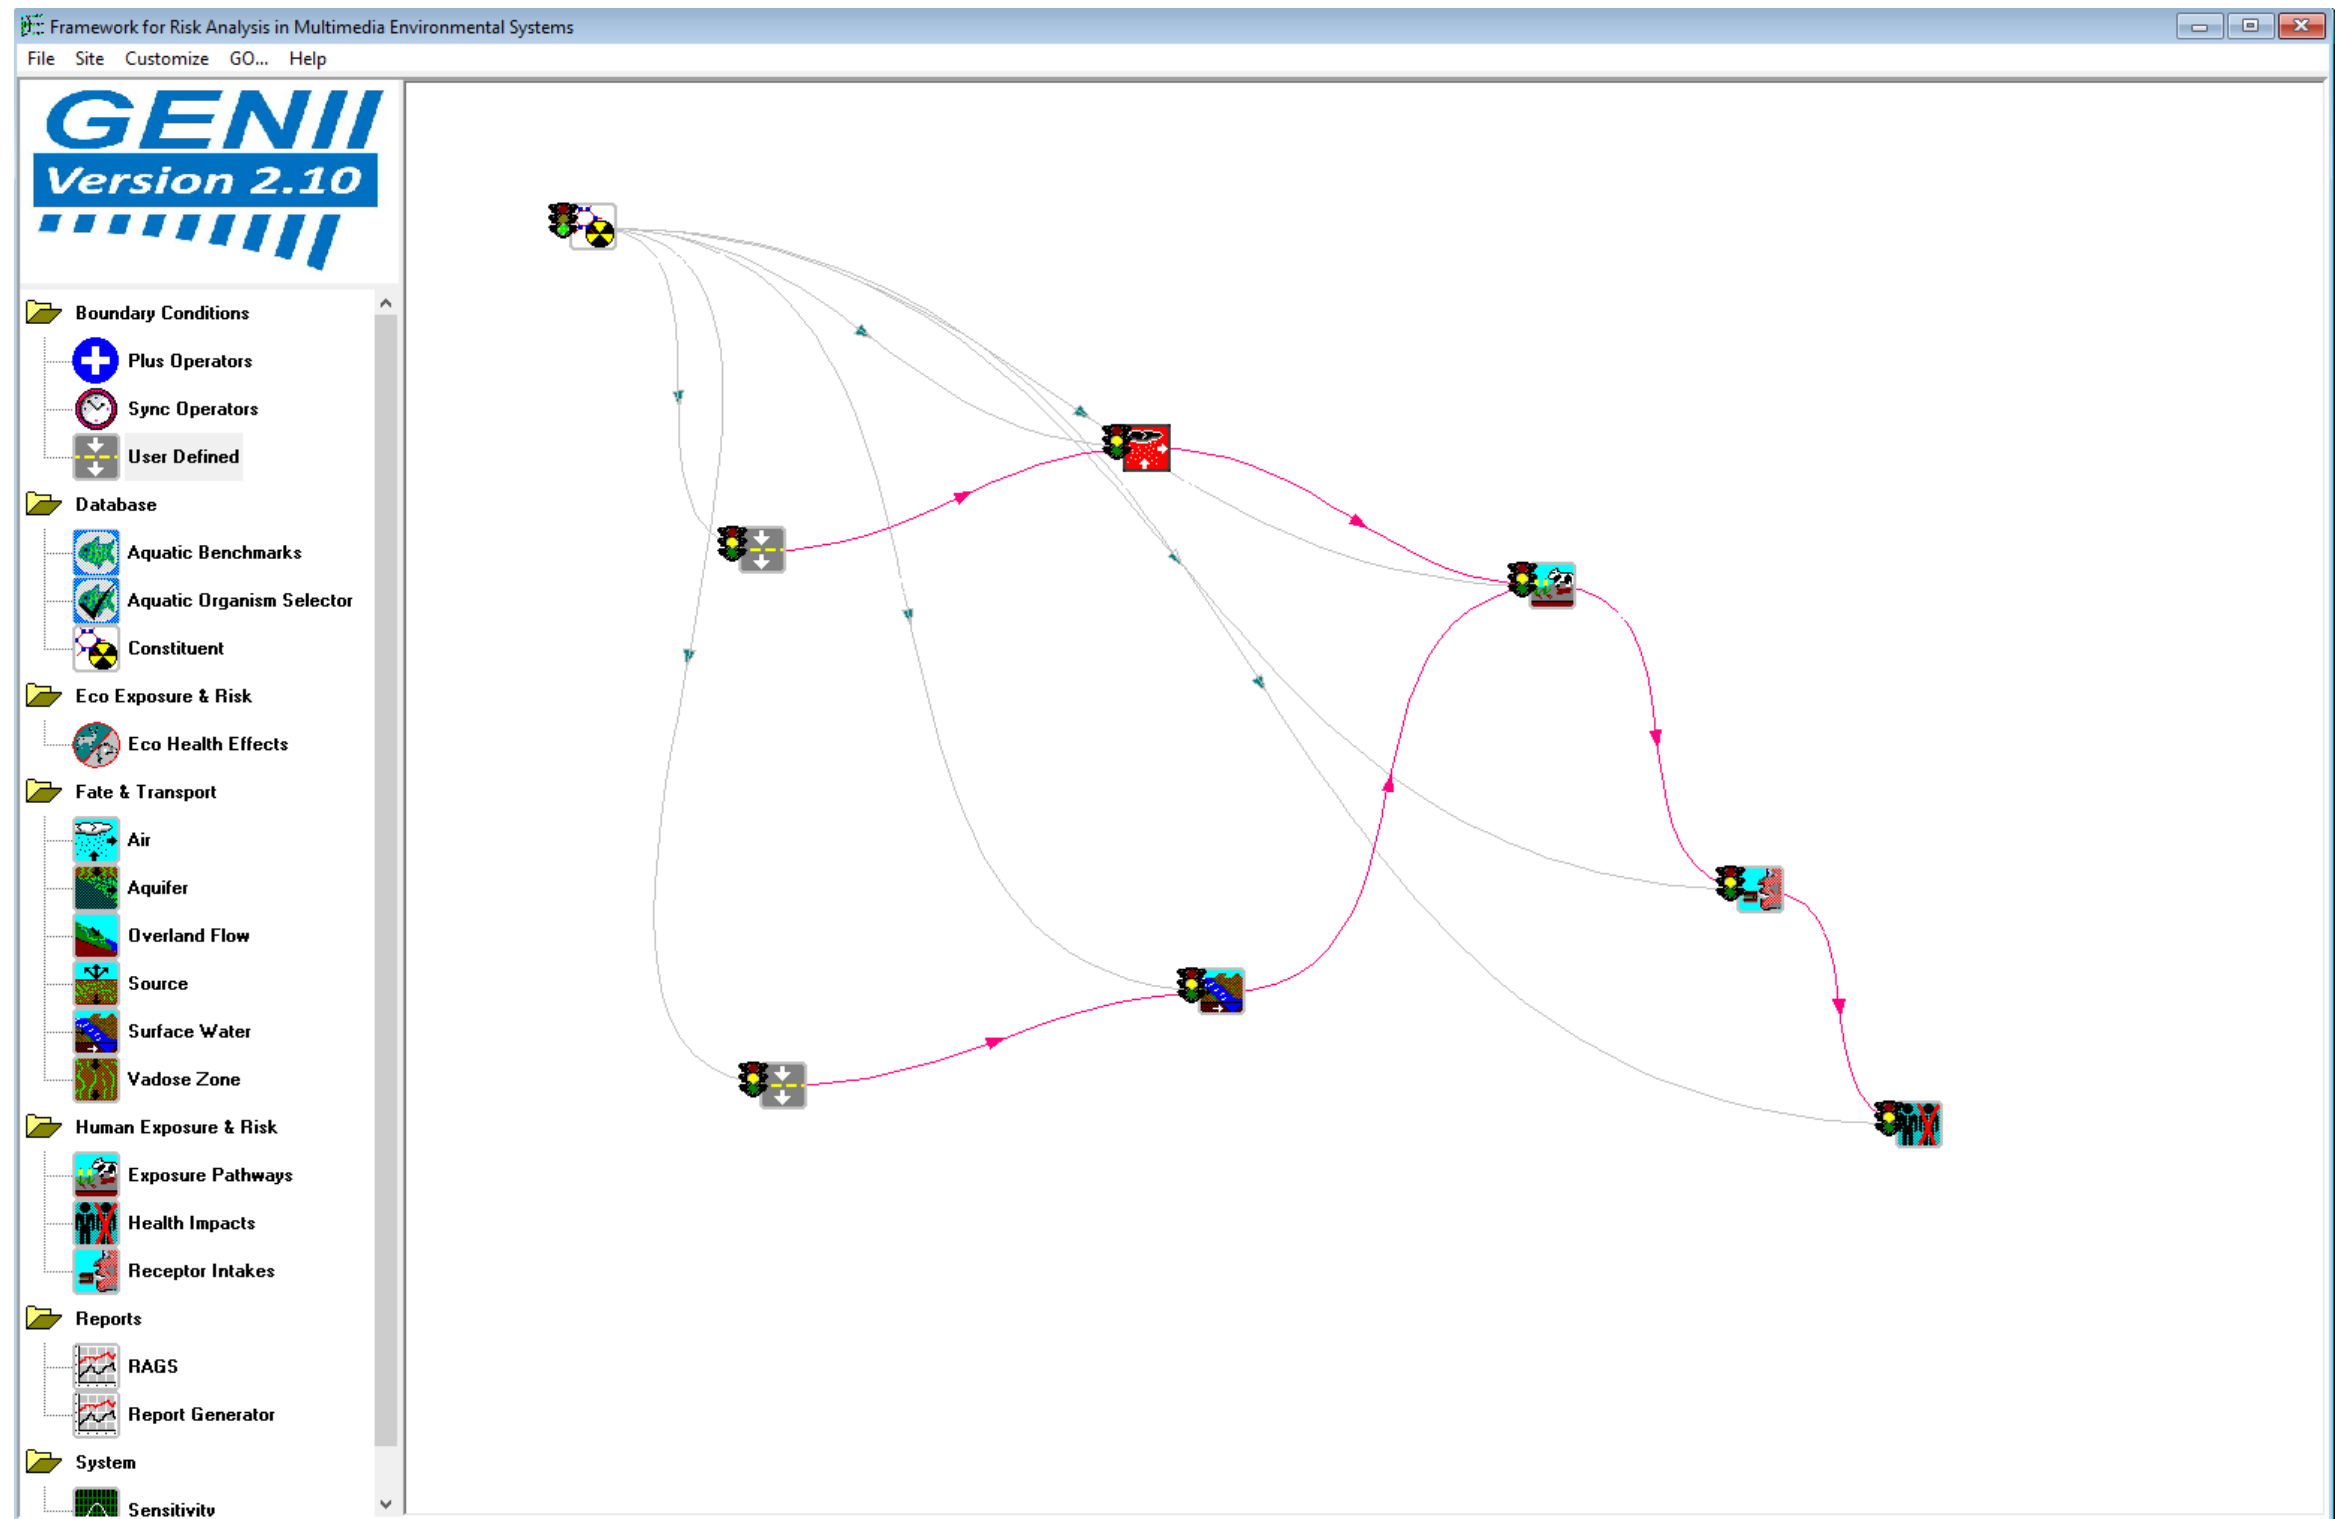 Framework for Risk Analysis in Multimedia Environmental Systems
File Site Customize GO... Help
GENII
Version 2.10
Boundary Conditions
Plus Operators
Sync Operators
User Defined
Database
Aquatic Benchmarks
Aquatic Organism Selector
Constituent
Eco Exposure & Risk
Eco Health Effects
Fate & Transport
Air
Aquifer
Overland Flow
Source
Surface Water
Vadose Zone
Human Exposure & Risk
Exposure Pathways
Health Impacts
Receptor Intakes
Reports
RAGS
Report Generator
System
Sensitivity